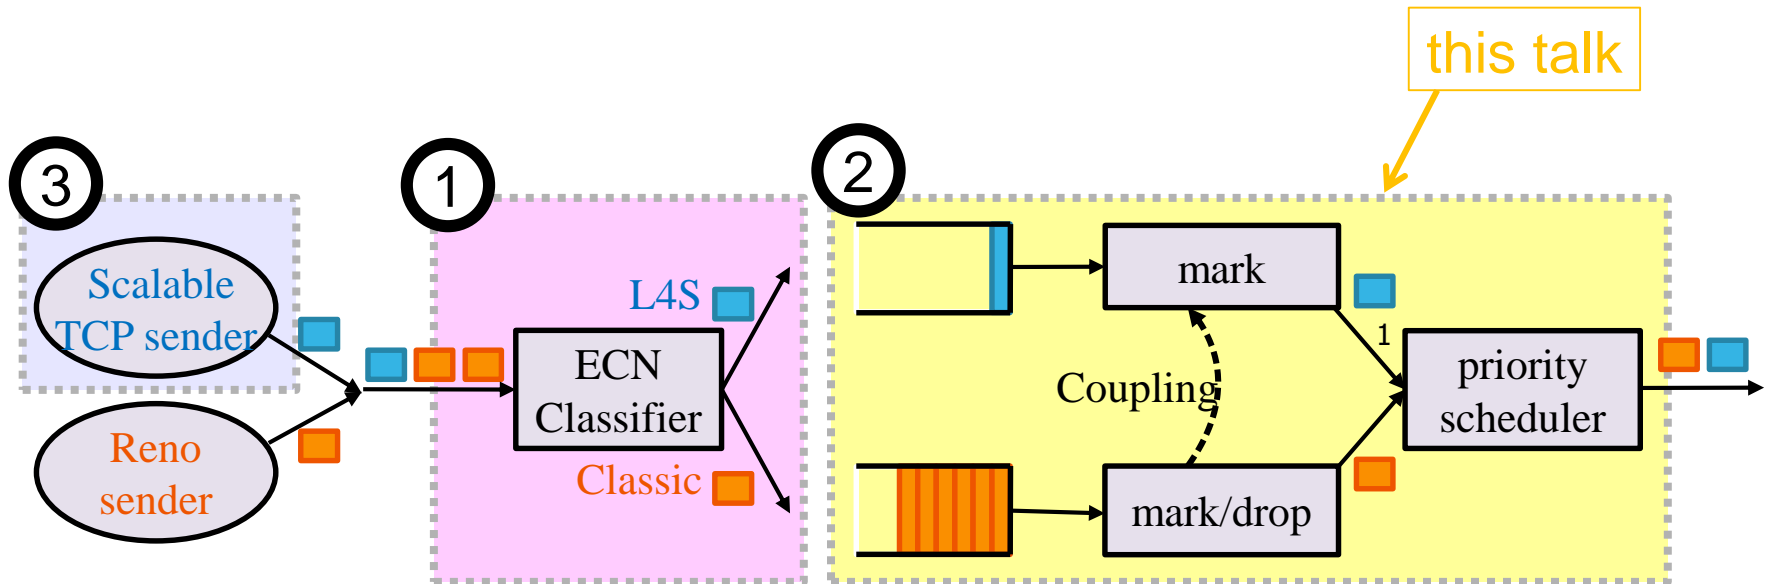 this talk
3
1
2
Scalable
TCP sender
Reno
sender
L4S
ECN
Classifier
Classic
mark
Coupling
mark/drop
1
priority
scheduler